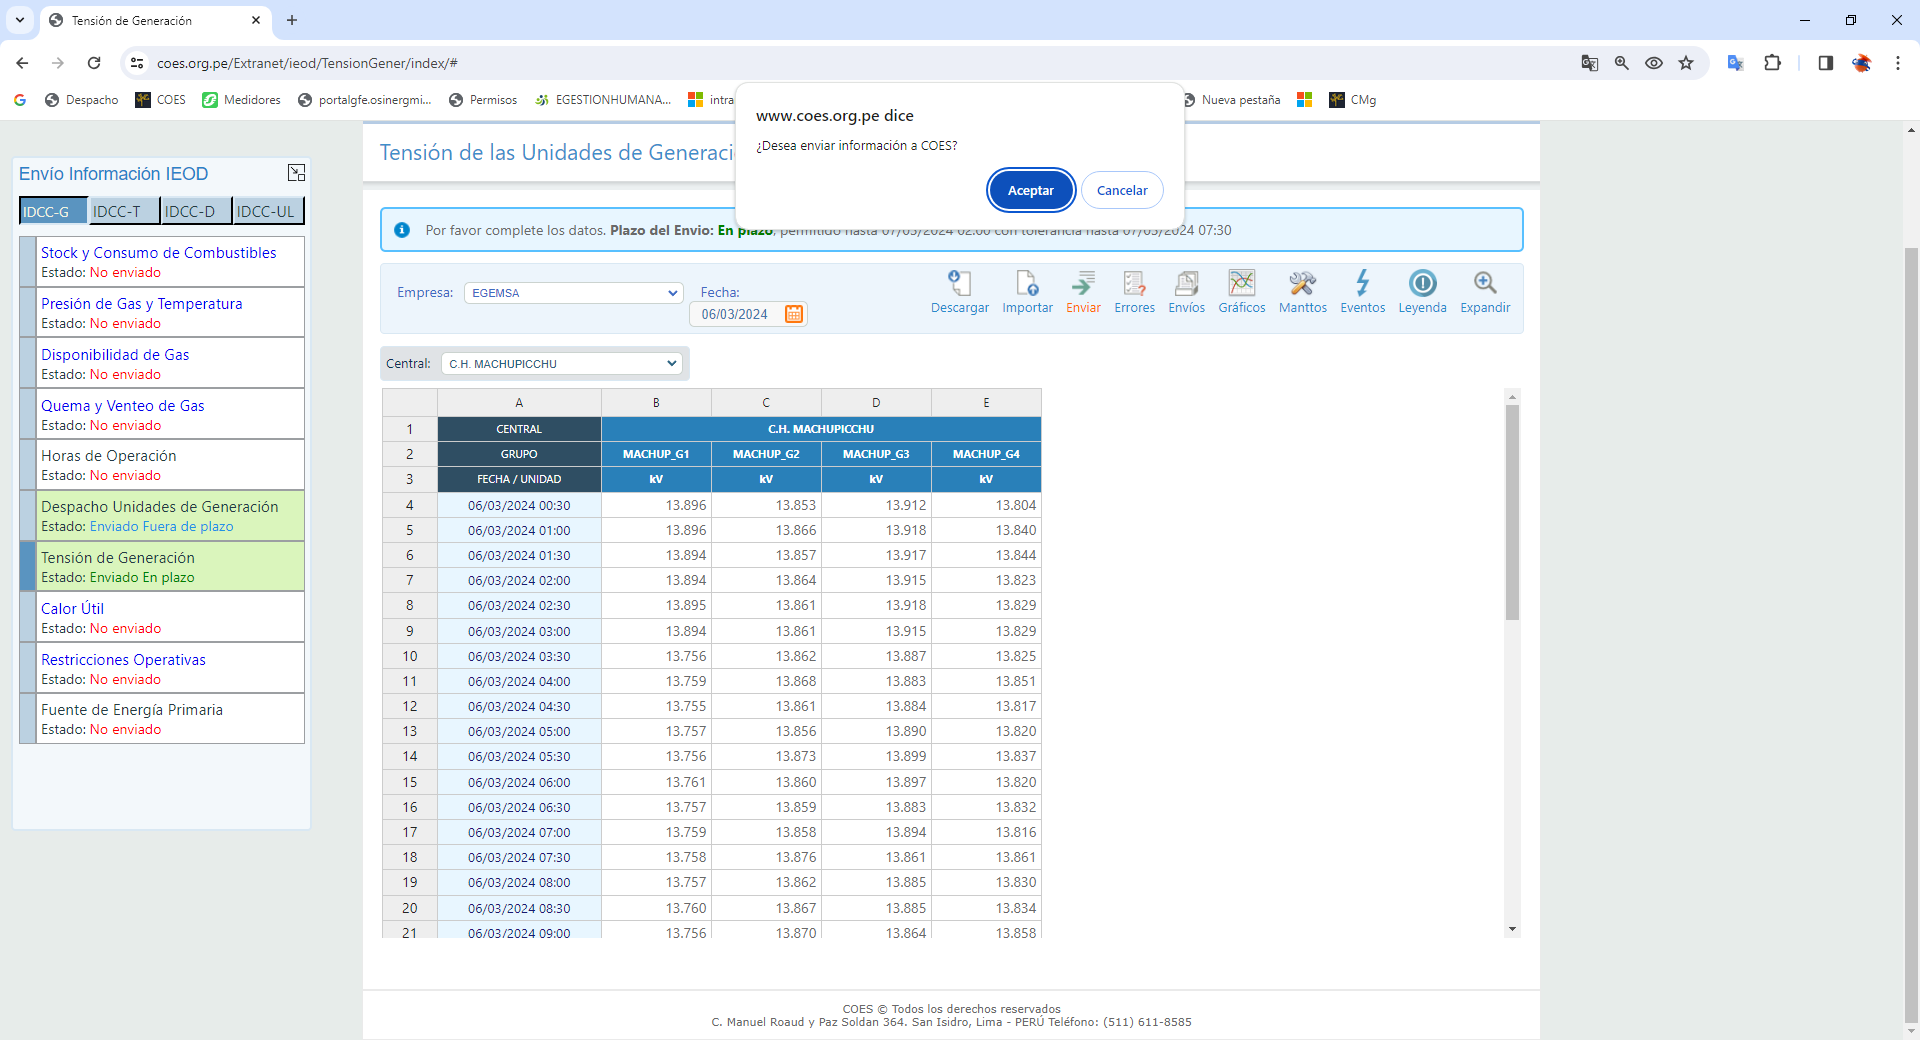 Tensión de Generación
coes.org.pe/Extranet/ieod/TensionGener/index/#
G Despacho COES Medidores portalgfe.osinergmi... Permisos EGESTIONHUMANA... intra Nueva pestaña CMg
www.coes.org.pe dice
¿Desea enviar información a COES?
Aceptar Cancelar
Envío Información IEOD
IDCC-G IDCC-T IDCC-D IDCC-UL
Stock y Consumo de Combustibles
Estado: No enviado
Presión de Gas y Temperatura
Estado: No enviado
Disponibilidad de Gas
Estado: No enviado
Quema y Venteo de Gas
Estado: No enviado
Horas de Operación
Estado: No enviado
Despacho Unidades de Generación
Estado: Enviado Fuera de plazo
Tensión de Generación
Estado: Enviado En plazo
Calor Útil
Estado: No enviado
Restricciones Operativas
Estado: No enviado
Fuente de Energía Primaria
Estado: No enviado
Tensión de las Unidades de Generaci
Por favor complete los datos. Plazo del Envio: En plazo, permitido hasta 07/03/2024 02:00 con tolerancia hasta 07/03/2024 07:30
Empresa: EGEMSA Fecha:
06/03/2024
Descargar Importar Enviar Errores Envíos Gráficos Manttos Eventos Leyenda Expandir
Central: C.H. MACHUPICCHU
A B C D E
1 CENTRAL C.H. MACHUPICCHU
2 GRUPO MACHUP_G1 MACHUP_G2 MACHUP_G3 MACHUP_G4
3 FECHA / UNIDAD kV kV kV kV
4 06/03/2024 00:30 13.896 13.853 13.912 13.804
5 06/03/2024 01:00 13.896 13.866 13.918 13.840
6 06/03/2024 01:30 13.894 13.857 13.917 13.844
7 06/03/2024 02:00 13.894 13.864 13.915 13.823
8 06/03/2024 02:30 13.895 13.861 13.918 13.829
9 06/03/2024 03:00 13.894 13.861 13.915 13.829
10 06/03/2024 03:30 13.756 13.862 13.887 13.825
11 06/03/2024 04:00 13.759 13.868 13.883 13.851
12 06/03/2024 04:30 13.755 13.861 13.884 13.817
13 06/03/2024 05:00 13.757 13.856 13.890 13.820
14 06/03/2024 05:30 13.756 13.873 13.899 13.837
15 06/03/2024 06:00 13.761 13.860 13.897 13.820
16 06/03/2024 06:30 13.757 13.859 13.883 13.832
17 06/03/2024 07:00 13.759 13.858 13.894 13.816
18 06/03/2024 07:30 13.758 13.876 13.861 13.861
19 06/03/2024 08:00 13.757 13.862 13.885 13.830
20 06/03/2024 08:30 13.760 13.867 13.885 13.834
21 06/03/2024 09:00 13.756 13.870 13.864 13.858
COES © Todos los derechos reservados
C. Manuel Roaud y Paz Soldan 364. San Isidro, Lima - PERÚ Teléfono: (511) 611-8585